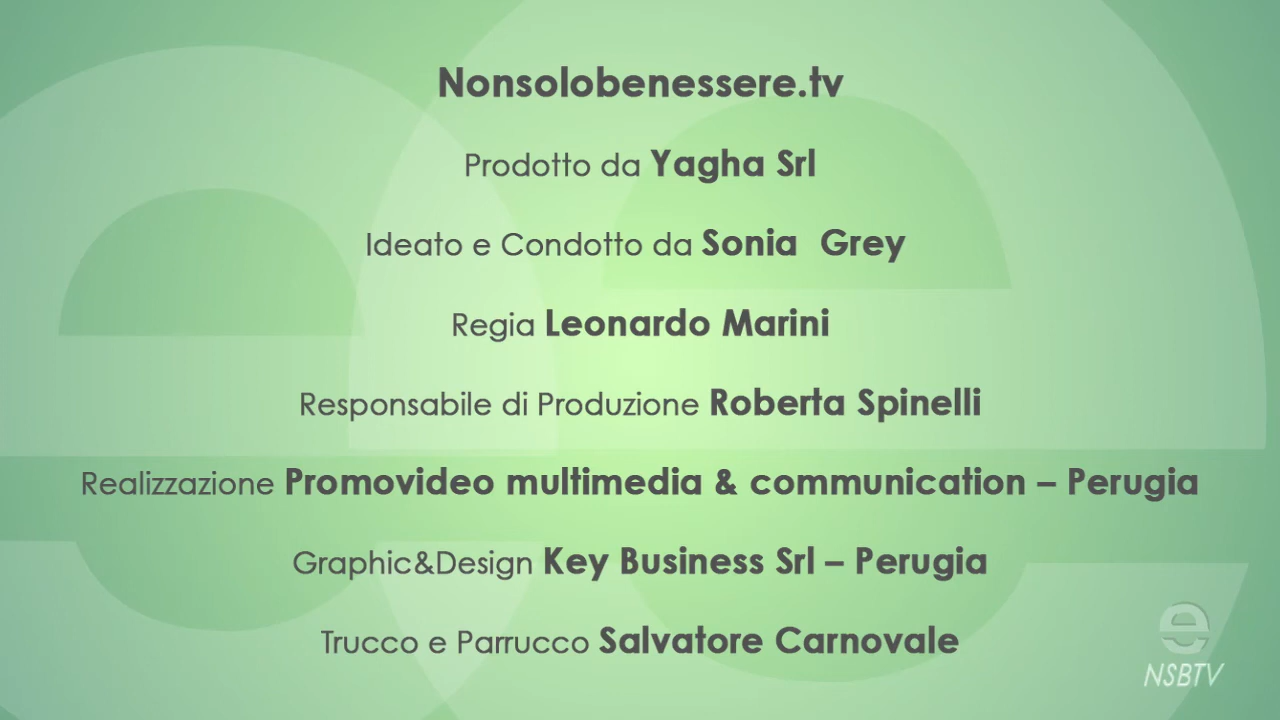 Nonsolobenessere.tv
Prodotto da Yagha Srl
Ideato e Condotto da Sonia  Grey
Regia Leonardo Marini
Responsabile di Produzione Roberta Spinelli
Realizzazione Promovideo multimedia & communication – Perugia
Graphic&Design Key Business Srl – Perugia
Trucco e Parrucco Salvatore Carnovale
e
NSBTV